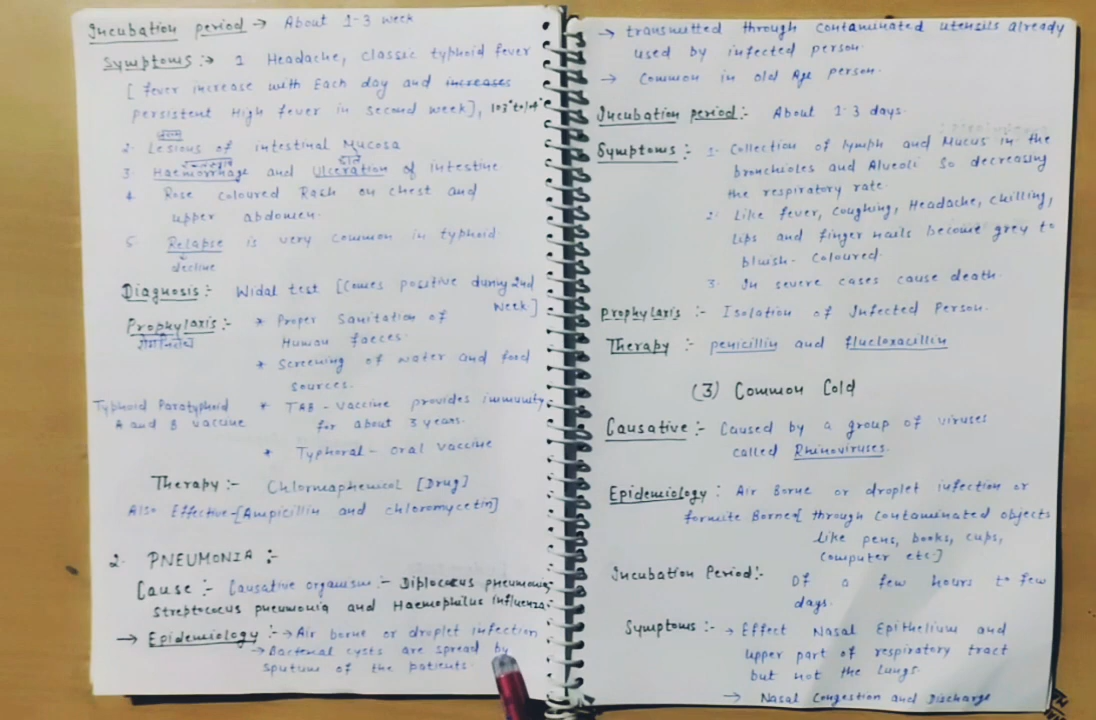 Incubation period → About 1-3 week
Symptoms :→ 1 Headache, classic typhoid fever
[ fever increase with Each day and increases
persistent High fever in second week], 103° to 104°
2. Lesions of intestinal Mucosa
रक्तस्त्राव
3. Haemorrhage and Ulceration of intestine
4. Rose coloured Rash on chest and
upper abdomen.
5. Relapse is very common in typhoid.
decline
Diagnosis :- Widal test [Comes positive during 2nd
Week.]
Prophylaxis :- * Proper Sanitation of
रोगनिरोध Human faeces.
* Screening of water and food
sources.
Typhoid Paratyphoid * TAB - Vaccine provides immunity
A and B vaccine for about 3 years.
* Typhoral - oral vaccine
Therapy :- Chlormaphenicol [Drug]
Also Effective-[Ampicillin and chloromycetin]
2. PNEUMONIA :-
Cause :- Causative organism :- Diplococcus pneumonia,
Streptococcus pneumonia and Haemophilus influenza.
→ Epidemiology :- → Air borne or droplet infection
→ Bacterial cysts are spread by
sputum of the patients.
→ transmitted through contaminated utensils already
used by infected person.
→ Common in old Age person.
Incubation period :- About 1-3 days.
Symptoms :- 1. Collection of lymph and Mucus in the
bronchioles and Alveoli so decreasing
the respiratory rate.
2. Like fever, coughing, Headache, chilling,
Lips and finger nails become grey to
bluish- coloured.
3. In severe cases cause death.
Prophylaxis :- Isolation of Infected Person.
Therapy :- penicillin and flucloxacillin
(3) Common Cold
Causative :- Caused by a group of viruses
called Rhinoviruses.
Epidemiology : Air Borne or droplet infection or
formite Borne[through Contaminated objects
like pens, books, cups,
Computer etc.]
Incubation Period :- Of a few hours to few
days.
Symptoms :- → Effect Nasal Epithelium and
upper part of respiratory tract
but not the lungs.
→ Nasal Congestion and Discharge